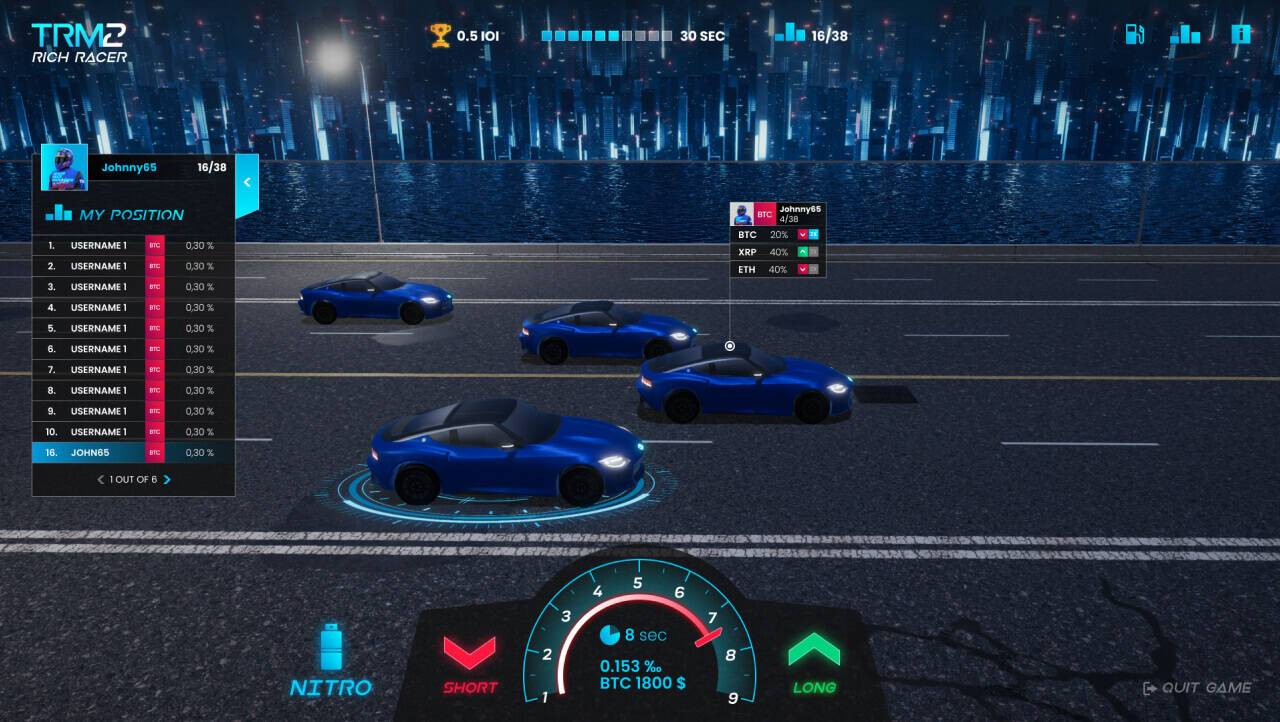 TRM2
RICH RACER
0.5 IOI
30 SEC
16/38
Johnny65
16/38
MY POSITION
1. USERNAME 1 BTC 0,30 %
2. USERNAME 1 BTC 0,30 %
3. USERNAME 1 BTC 0,30 %
4. USERNAME 1 BTC 0,30 %
5. USERNAME 1 BTC 0,30 %
6. USERNAME 1 BTC 0,30 %
7. USERNAME 1 BTC 0,30 %
8. USERNAME 1 BTC 0,30 %
9. USERNAME 1 BTC 0,30 %
10. USERNAME 1 BTC 0,30 %
16. JOHN65 BTC 0,30 %
1 OUT OF 6
BTC
Johnny65
4/38
BTC 20%
XRP 40%
ETH 40%
NITRO
SHORT
1 2 3 4 5 6 7 8 9
8 sec
0.153 ‰
BTC 1800 $
LONG
QUIT GAME